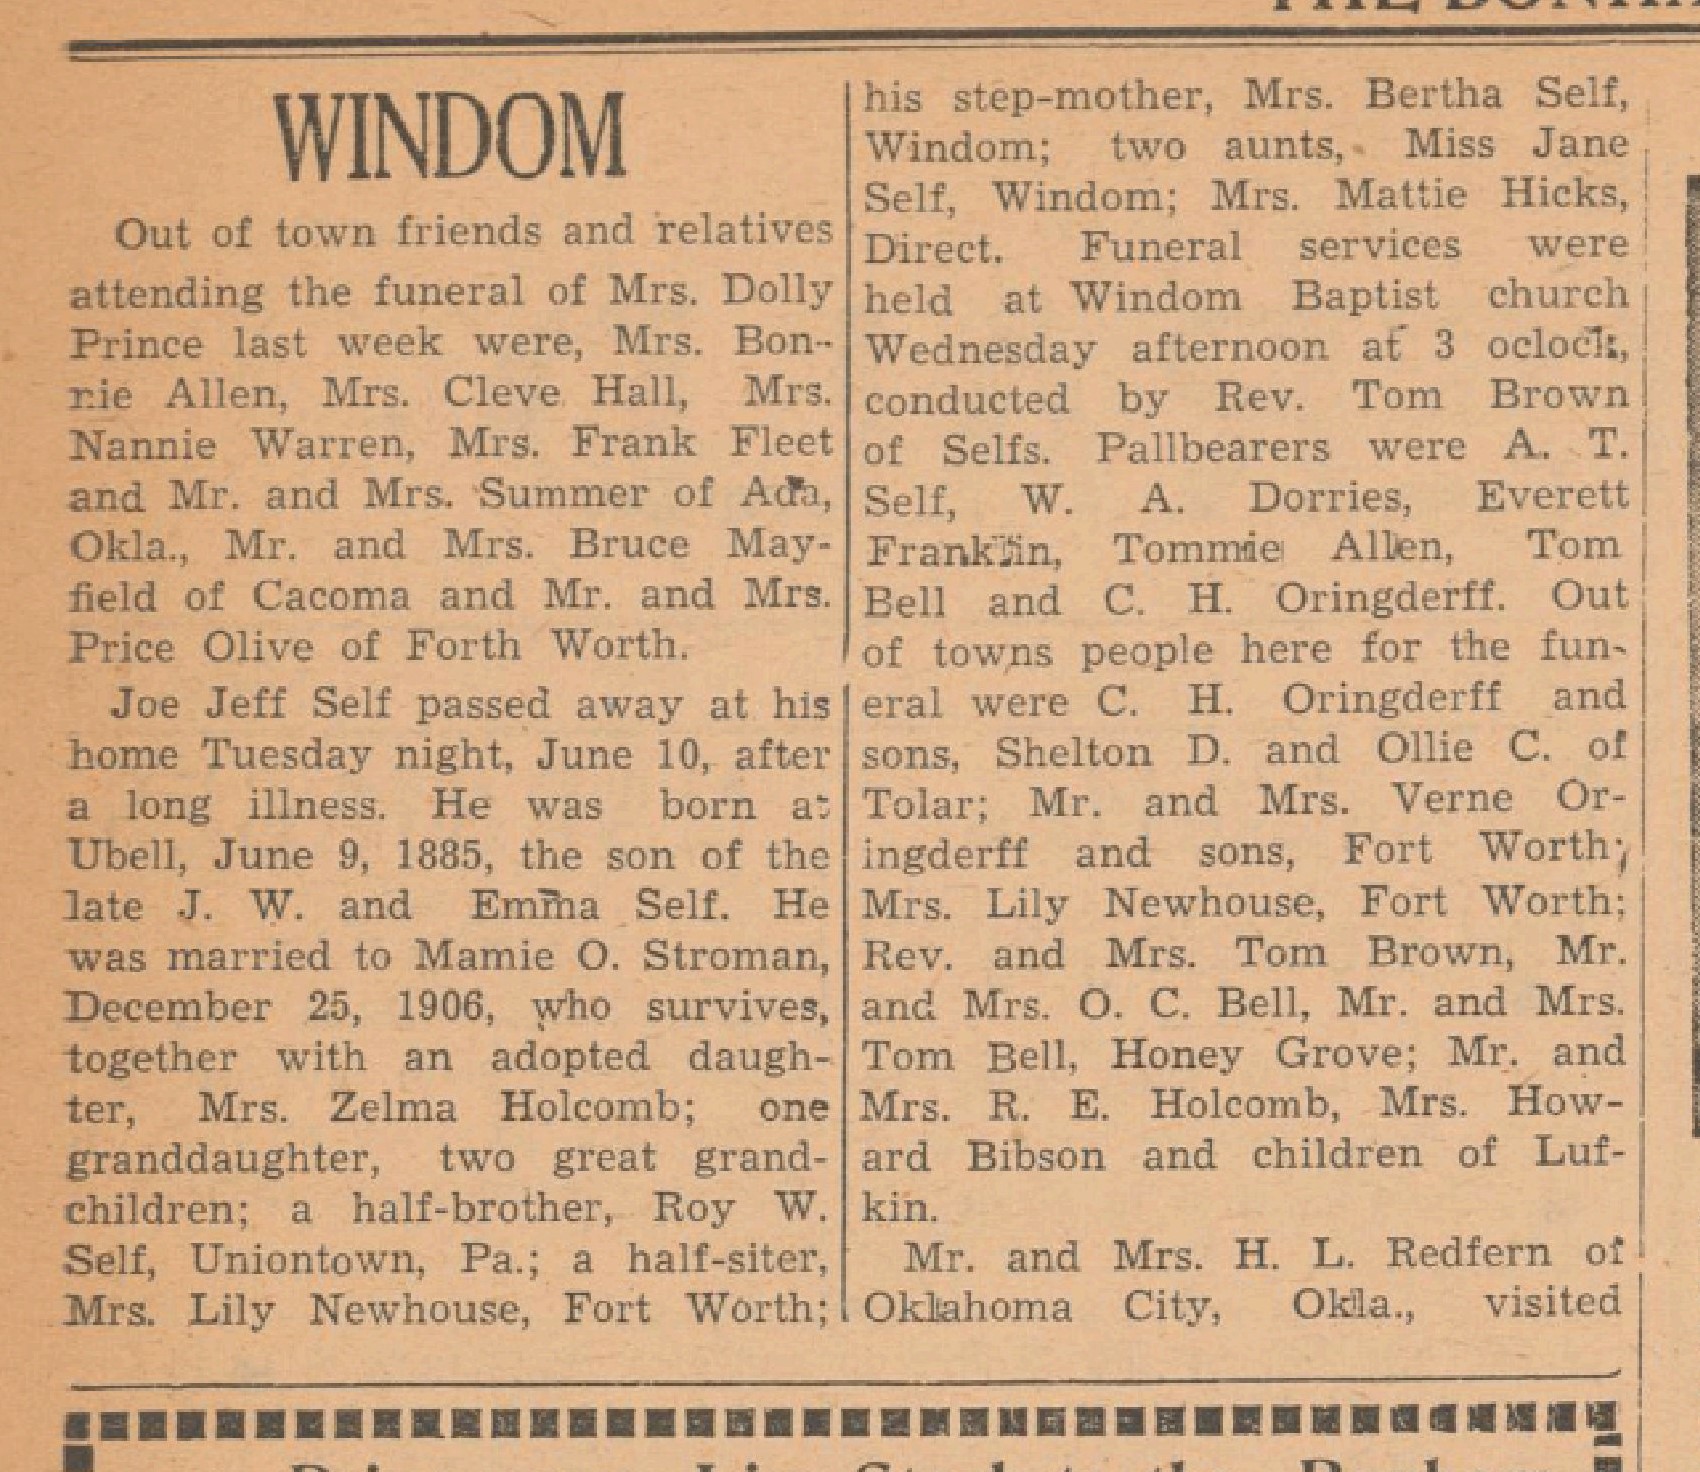 WINDOM
Out of town friends and relatives
attending the funeral of Mrs. Dolly
Prince last week were, Mrs. Bon-
nie Allen, Mrs. Cleve Hall, Mrs.
Nannie Warren, Mrs. Frank Fleet
and Mr. and Mrs. Summer of Ada,
Okla., Mr. and Mrs. Bruce May-
field of Cacoma and Mr. and Mrs.
Price Olive of Forth Worth.
Joe Jeff Self passed away at his
home Tuesday night, June 10, after
a long illness. He was born at
Ubell, June 9, 1885, the son of the
late J. W. and Emma Self. He
was married to Mamie O. Stroman,
December 25, 1906, who survives,
together with an adopted daugh-
ter, Mrs. Zelma Holcomb; one
granddaughter, two great grand-
children; a half-brother, Roy W.
Self, Uniontown, Pa.; a half-siter,
Mrs. Lily Newhouse, Fort Worth;
his step-mother, Mrs. Bertha Self,
Windom; two aunts, Miss Jane
Self, Windom; Mrs. Mattie Hicks,
Direct. Funeral services were
held at Windom Baptist church
Wednesday afternoon at 3 oclock,
conducted by Rev. Tom Brown
of Selfs. Pallbearers were A. T.
Self, W. A. Dorries, Everett
Franklin, Tommie Allen, Tom
Bell and C. H. Oringderff. Out
of towns people here for the fun-
eral were C. H. Oringderff and
sons, Shelton D. and Ollie C. of
Tolar; Mr. and Mrs. Verne Or-
ingderff and sons, Fort Worth;
Mrs. Lily Newhouse, Fort Worth;
Rev. and Mrs. Tom Brown, Mr.
and Mrs. O. C. Bell, Mr. and Mrs.
Tom Bell, Honey Grove; Mr. and
Mrs. R. E. Holcomb, Mrs. How-
ard Bibson and children of Luf-
kin.
Mr. and Mrs. H. L. Redfern of
Oklahoma City, Okla., visited